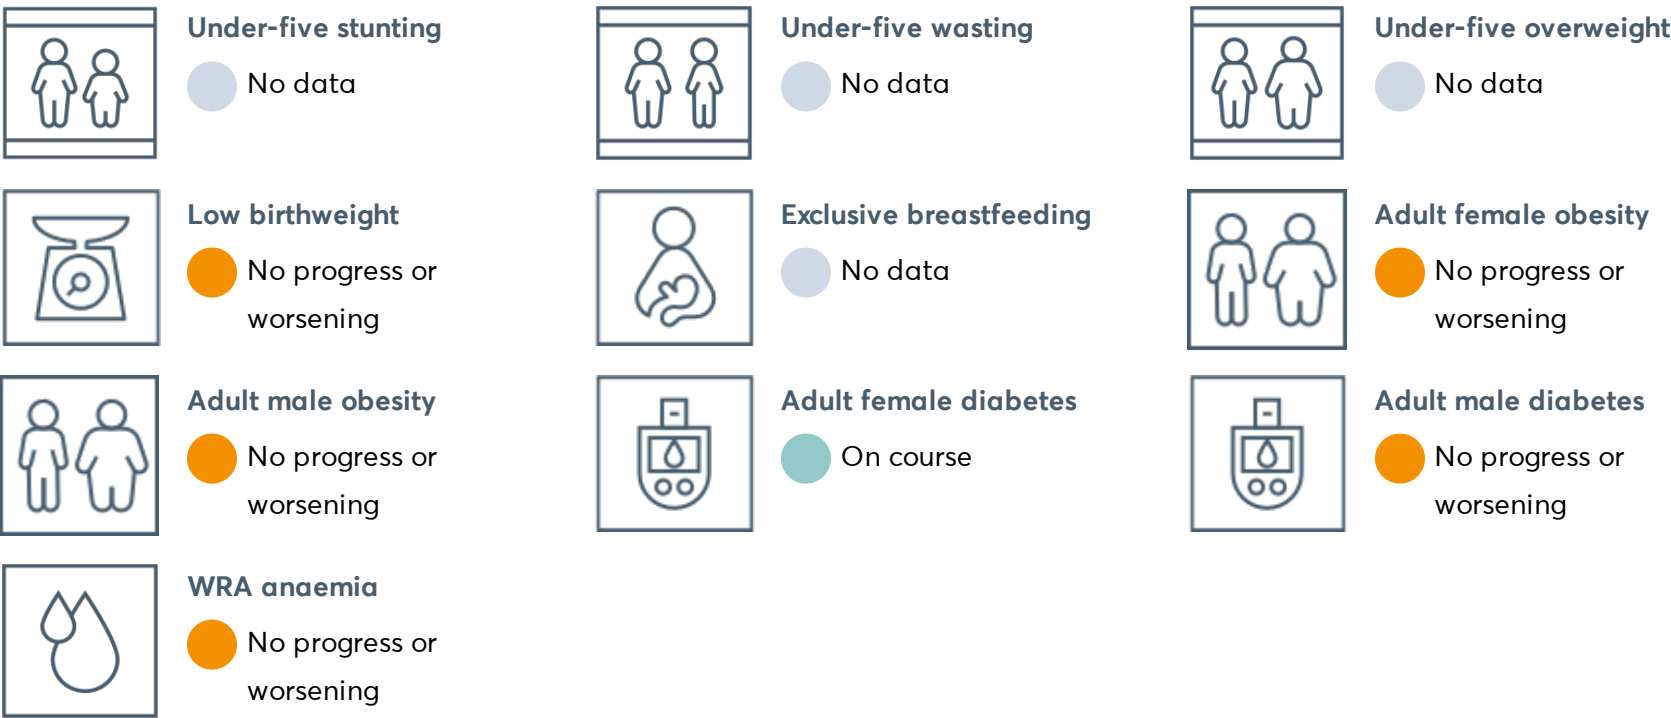 Under-five stunting
No data
Under-five wasting
No data
Under-five overweight
No data
Low birthweight
No progress or
worsening
Exclusive breastfeeding
No data
Adult female obesity
No progress or
worsening
Adult male obesity
No progress or
worsening
Adult female diabetes
On course
Adult male diabetes
No progress or
worsening
WRA anaemia
No progress or
worsening